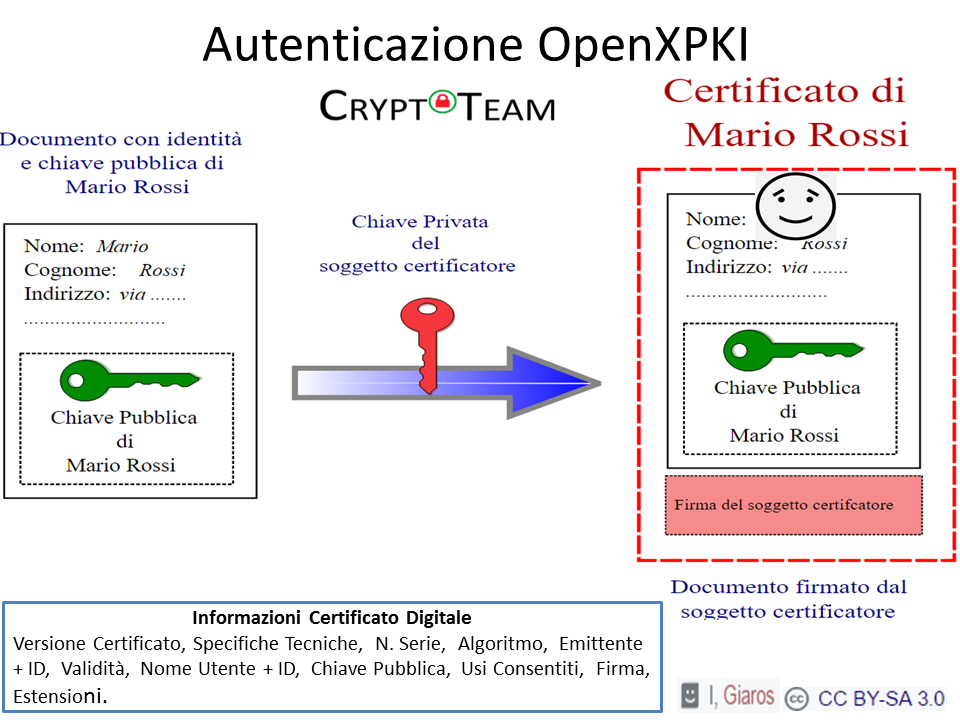 Autenticazione OpenXPKI
CRYPTOTEAM
Certificato di
Mario Rossi
Documento con identità
e chiave pubblica di
Mario Rossi
Nome: Mario
Cognome: Rossi
Indirizzo: via .......
...........................
Chiave Pubblica
di
Mario Rossi
Chiave Privata
del
soggetto certificatore
Nome:
Cognome: Rossi
Indirizzo: via .......
...........................
Chiave Pubblica
di
Mario Rossi
Firma del soggetto certifcatore
Documento firmato dal
soggetto certificatore
Informazioni Certificato Digitale
Versione Certificato, Specifiche Tecniche, N. Serie, Algoritmo, Emittente
+ ID, Validità, Nome Utente + ID, Chiave Pubblica, Usi Consentiti, Firma,
Estensioni.
I, Giaros cc CC BY-SA 3.0